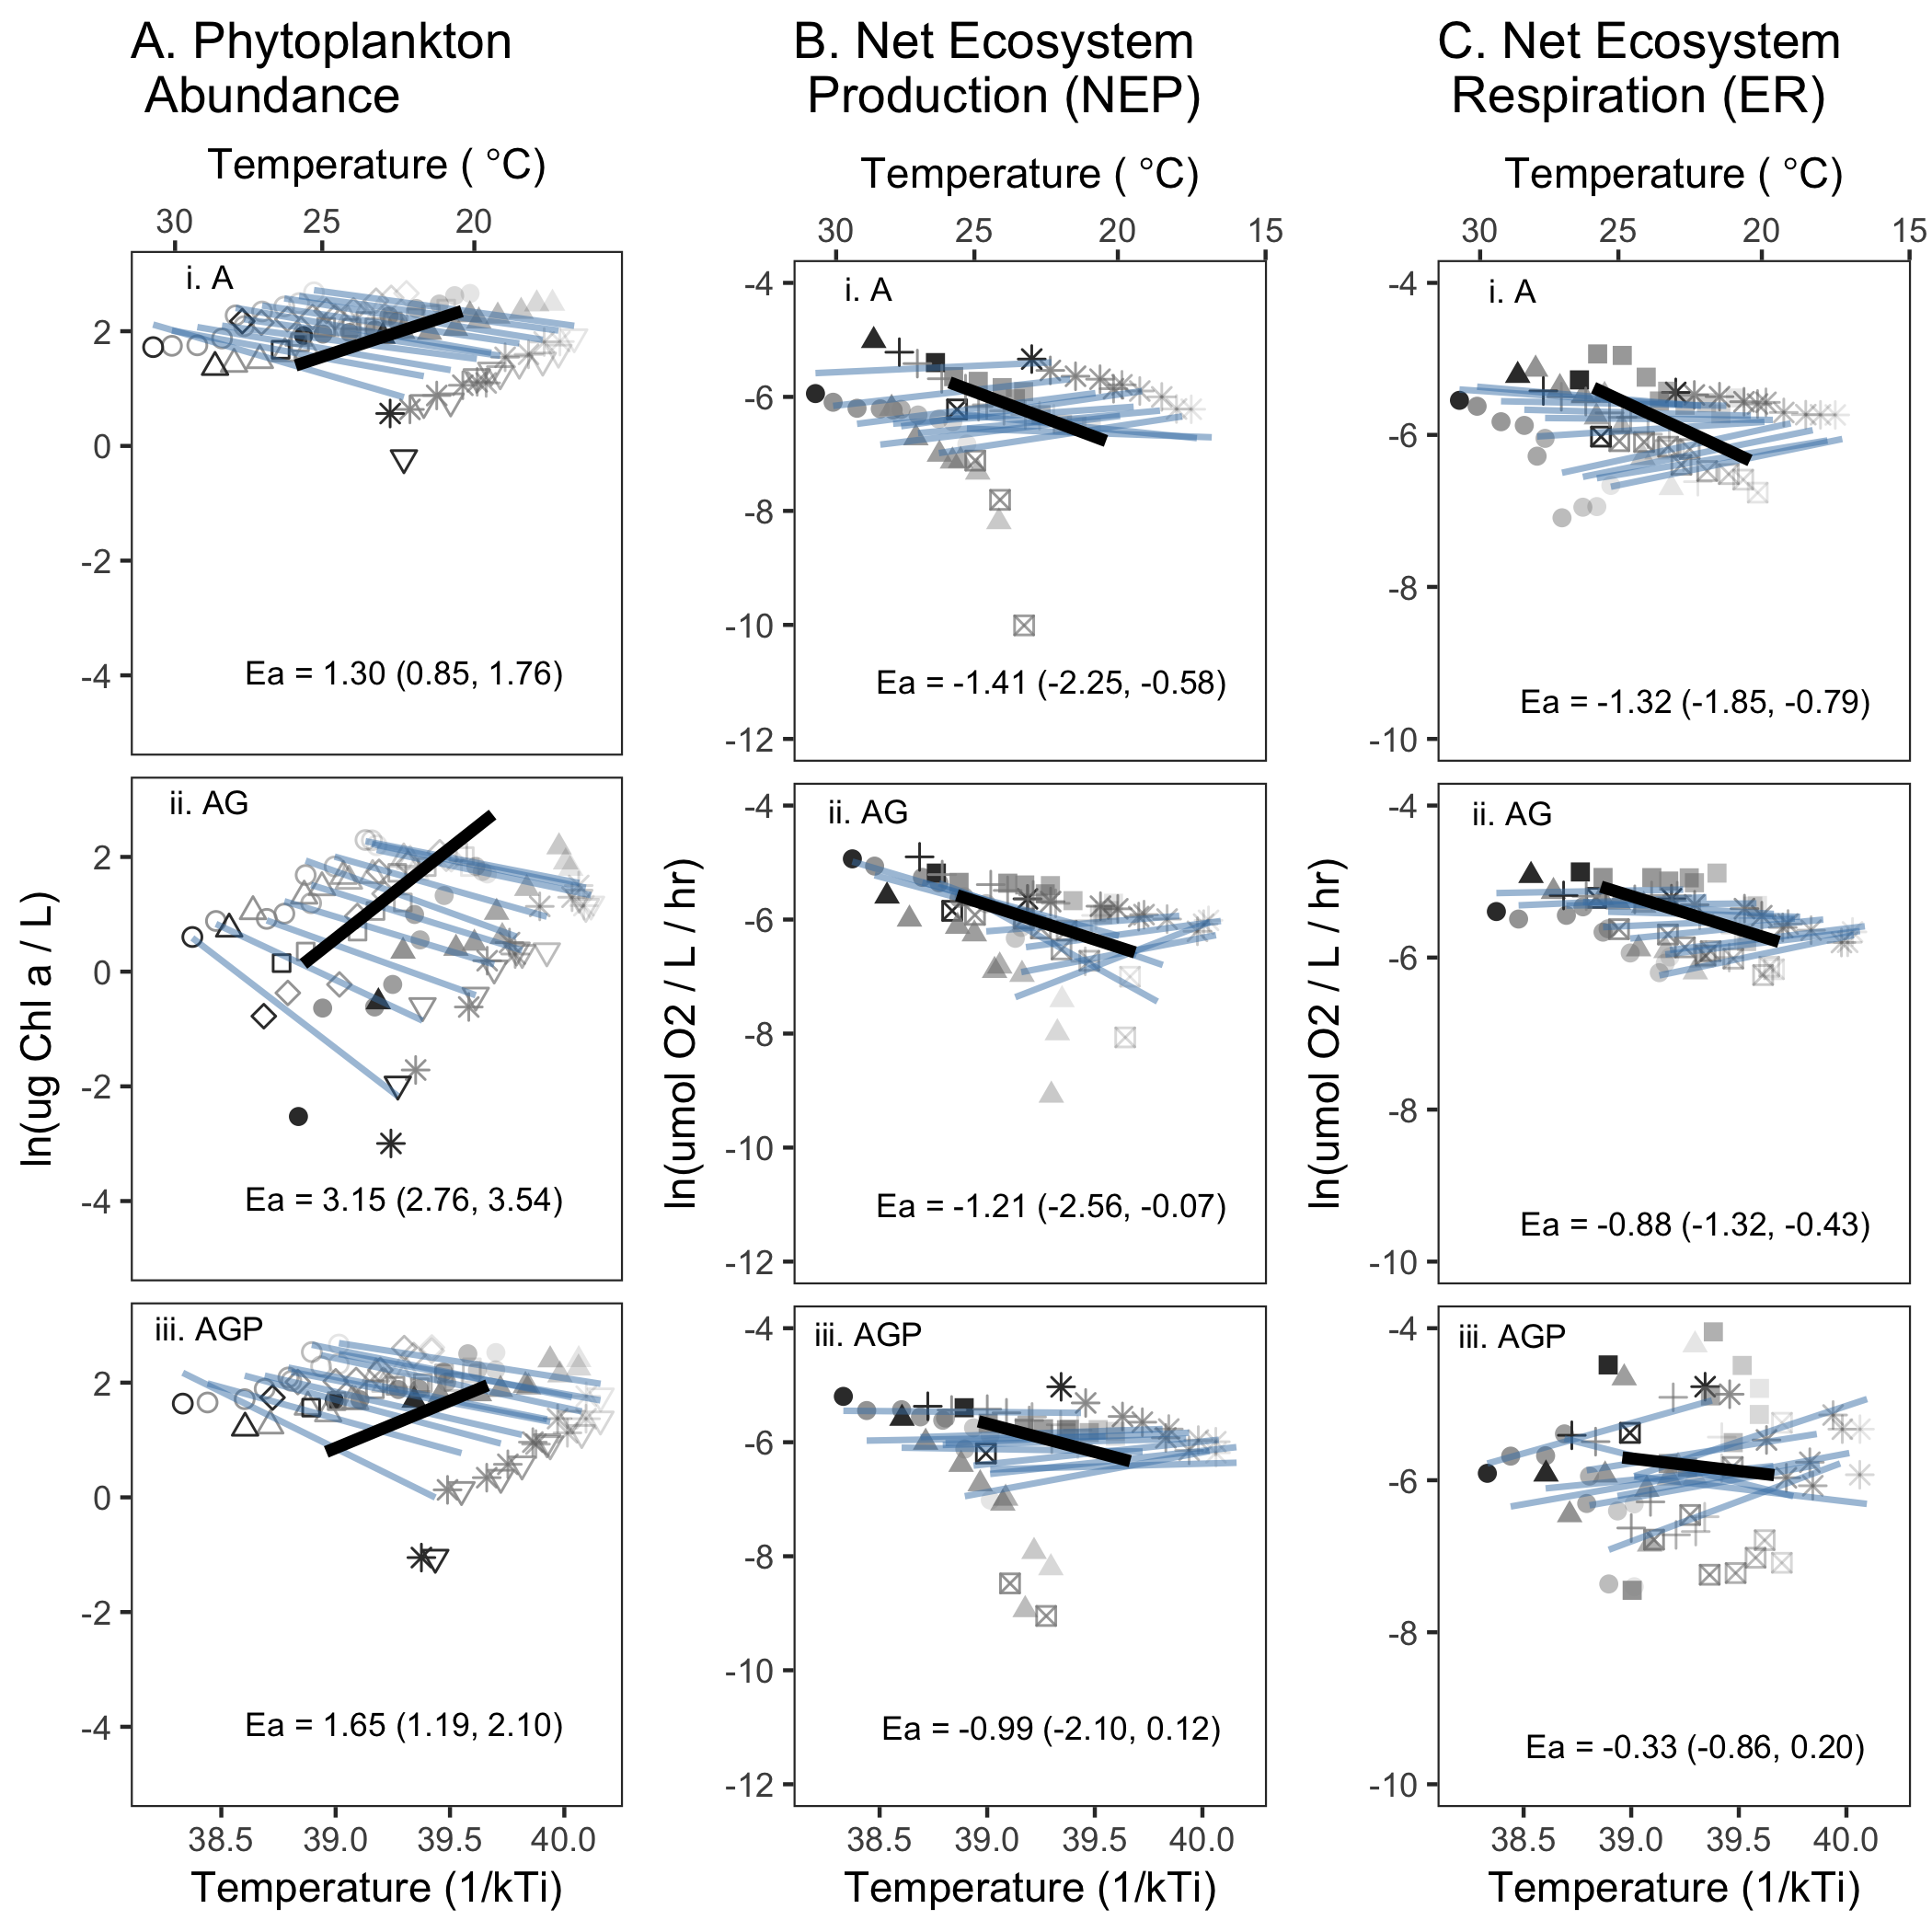 A. Phytoplankton
Abundance
Temperature ( °C)
30 25 20
i. A
2
0
-2
-4
Ea = 1.30 (0.85, 1.76)
ii. AG
2
0
-2
-4
Ea = 3.15 (2.76, 3.54)
iii. AGP
2
0
-2
-4
Ea = 1.65 (1.19, 2.10)
38.5 39.0 39.5 40.0
Temperature (1/kTi)
ln(ug Chl a / L)
B. Net Ecosystem
Production (NEP)
Temperature ( °C)
30 25 20 15
i. A
-4
-6
-8
-10
-12
Ea = -1.41 (-2.25, -0.58)
ii. AG
-4
-6
-8
-10
-12
Ea = -1.21 (-2.56, -0.07)
iii. AGP
-4
-6
-8
-10
-12
Ea = -0.99 (-2.10, 0.12)
38.5 39.0 39.5 40.0
Temperature (1/kTi)
ln(umol O2 / L / hr)
C. Net Ecosystem
Respiration (ER)
Temperature ( °C)
30 25 20 15
i. A
-4
-6
-8
-10
Ea = -1.32 (-1.85, -0.79)
ii. AG
-4
-6
-8
-10
Ea = -0.88 (-1.32, -0.43)
iii. AGP
-4
-6
-8
-10
Ea = -0.33 (-0.86, 0.20)
38.5 39.0 39.5 40.0
Temperature (1/kTi)
ln(umol O2 / L / hr)